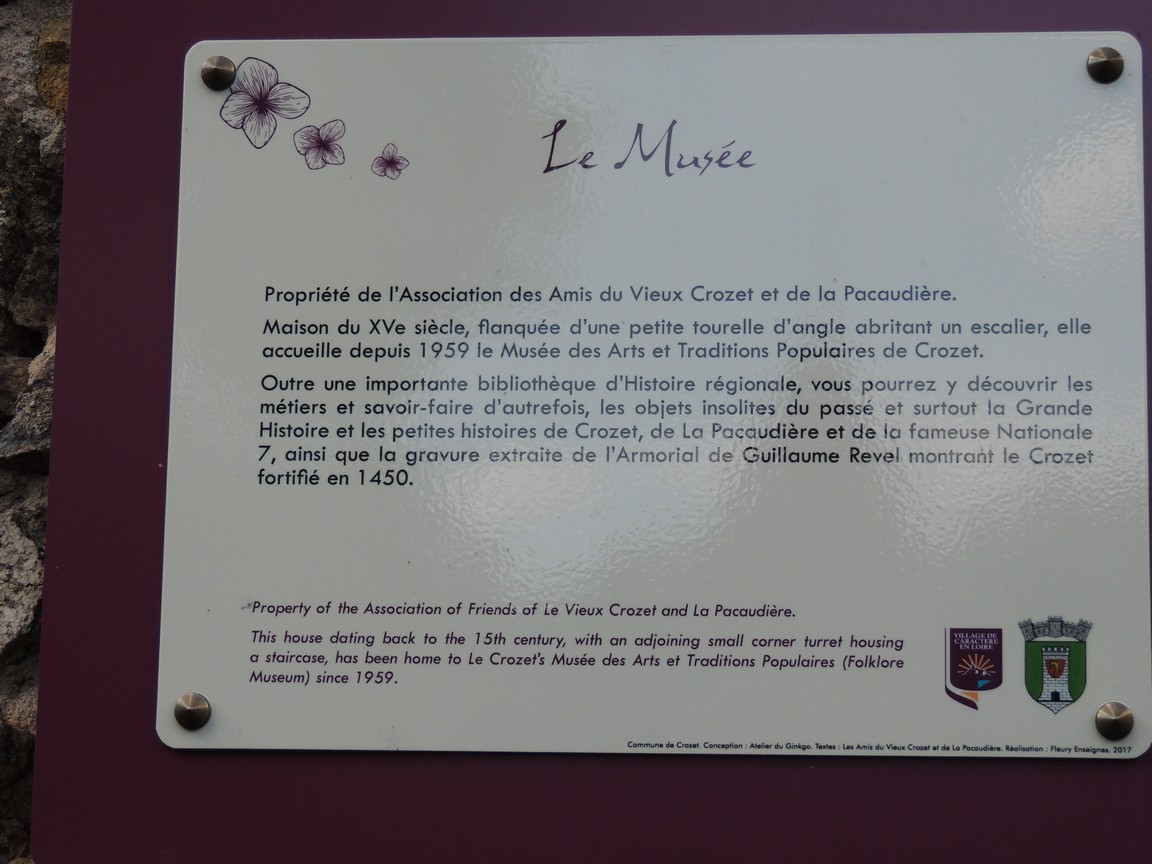 Le Musée
Propriété de l'Association des Amis du Vieux Crozet et de la Pacaudière.
Maison du XVe siècle, flanquée d'une petite tourelle d'angle abritant un escalier, elle
accueille depuis 1959 le Musée des Arts et Traditions Populaires de Crozet.
Outre une importante bibliothèque d'Histoire régionale, vous pourrez y découvrir les
métiers et savoir-faire d'autrefois, les objets insolites du passé et surtout la Grande
Histoire et les petites histoires de Crozet, de La Pacaudière et de la fameuse Nationale
7, ainsi que la gravure extraite de l'Armorial de Guillaume Revel montrant le Crozet
fortifié en 1450.
Property of the Association of Friends of Le Vieux Crozet and La Pacaudière.
This house dating back to the 15th century, with an adjoining small corner turret housing
a staircase, has been home to Le Crozet's Musée des Arts et Traditions Populaires (Folklore
Museum) since 1959.
VILLAGE DE
CARACTERE
EN LOIRE
Commune de Crozet. Conception : Atelier du Ginkgo. Textes : Les Amis du Vieux Crozet et de La Pacaudière. Réalisation : Fleury Enseignes. 2017